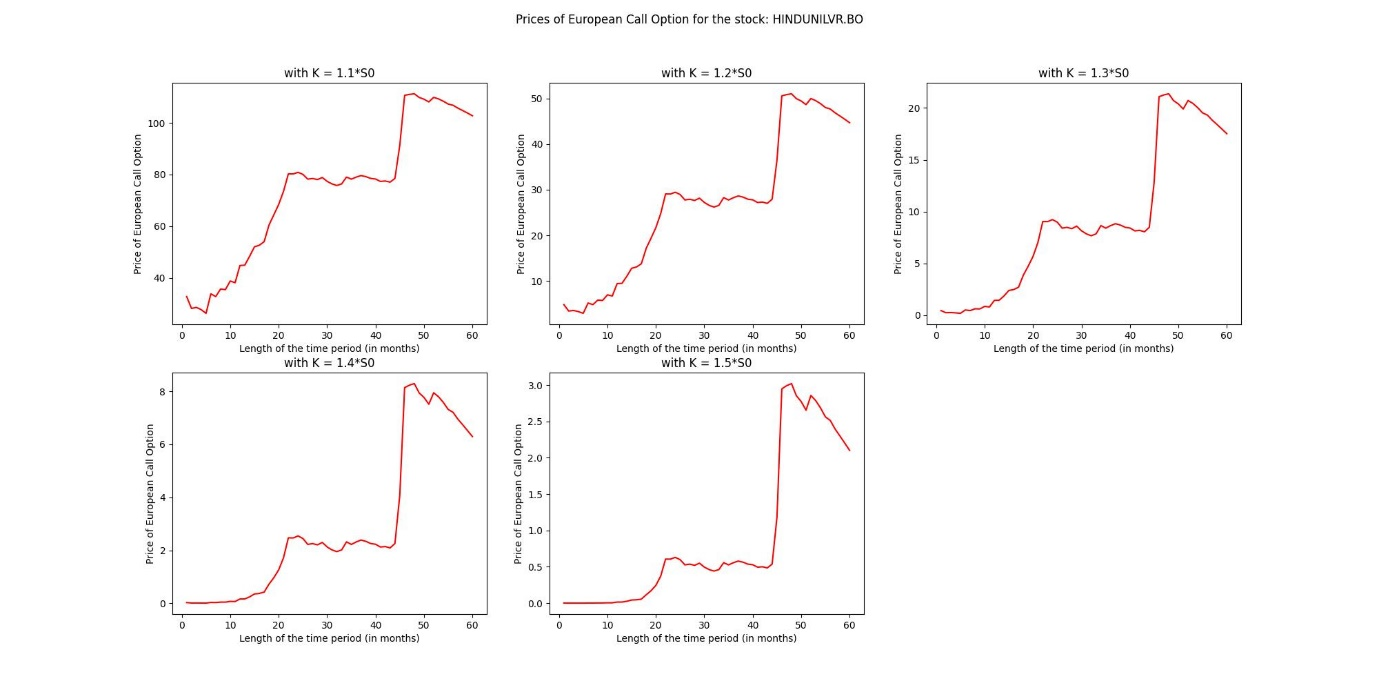 Prices of European Call Option for the stock: HINDUNILVR.BO
with K = 1.1*S0
Price of European Call Option
100
80
60
40
0 10 20 30 40 50 60
Length of the time period (in months)
with K = 1.2*S0
Price of European Call Option
50
40
30
20
10
0 10 20 30 40 50 60
Length of the time period (in months)
with K = 1.3*S0
Price of European Call Option
20
15
10
5
0
0 10 20 30 40 50 60
Length of the time period (in months)
with K = 1.4*S0
Price of European Call Option
8
6
4
2
0
0 10 20 30 40 50 60
Length of the time period (in months)
with K = 1.5*S0
Price of European Call Option
3.0
2.5
2.0
1.5
1.0
0.5
0.0
0 10 20 30 40 50 60
Length of the time period (in months)